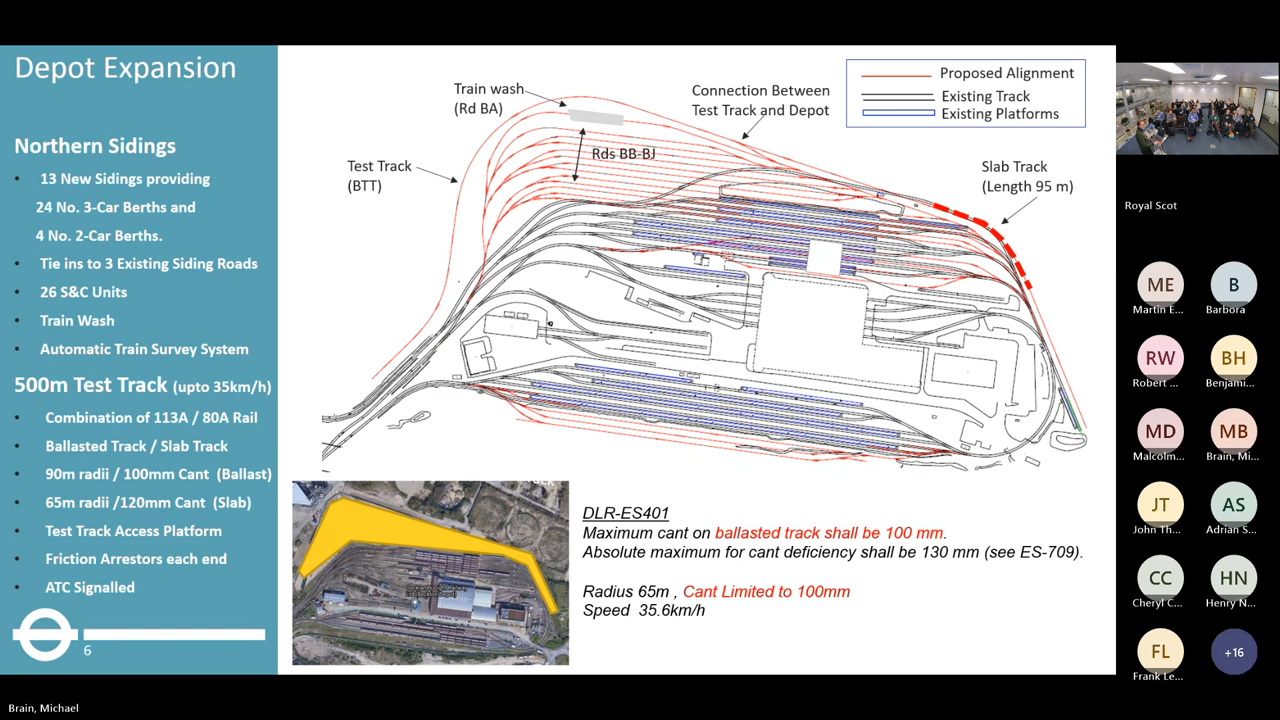 Depot Expansion
Northern Sidings
• 13 New Sidings providing
24 No. 3-Car Berths and
4 No. 2-Car Berths.
• Tie ins to 3 Existing Siding Roads
• 26 S&C Units
• Train Wash
• Automatic Train Survey System
500m Test Track (upto 35km/h)
• Combination of 113A / 80A Rail
• Ballasted Track / Slab Track
• 90m radii / 100mm Cant (Ballast)
• 65m radii /120mm Cant (Slab)
• Test Track Access Platform
• Friction Arrestors each end
• ATC Signalled
6
Train wash
(Rd BA)
Connection Between
Test Track and Depot
Proposed Alignment
Existing Track
Existing Platforms
Rds BB-BJ
Test Track
(BTT)
Slab Track
(Length 95 m)
DLR-ES401
Maximum cant on ballasted track shall be 100 mm.
Absolute maximum for cant deficiency shall be 130 mm (see ES-709).
Radius 65m , Cant Limited to 100mm
Speed 35.6km/h
Royal Scot
ME
Martin E...
B
Barbora
RW
Robert ...
BH
Benjami...
MD
Malcolm...
MB
Brain, Mi...
JT
John Th...
AS
Adrian S...
CC
Cheryl C...
HN
Henry N...
FL
Frank Le...
+16
Brain, Michael